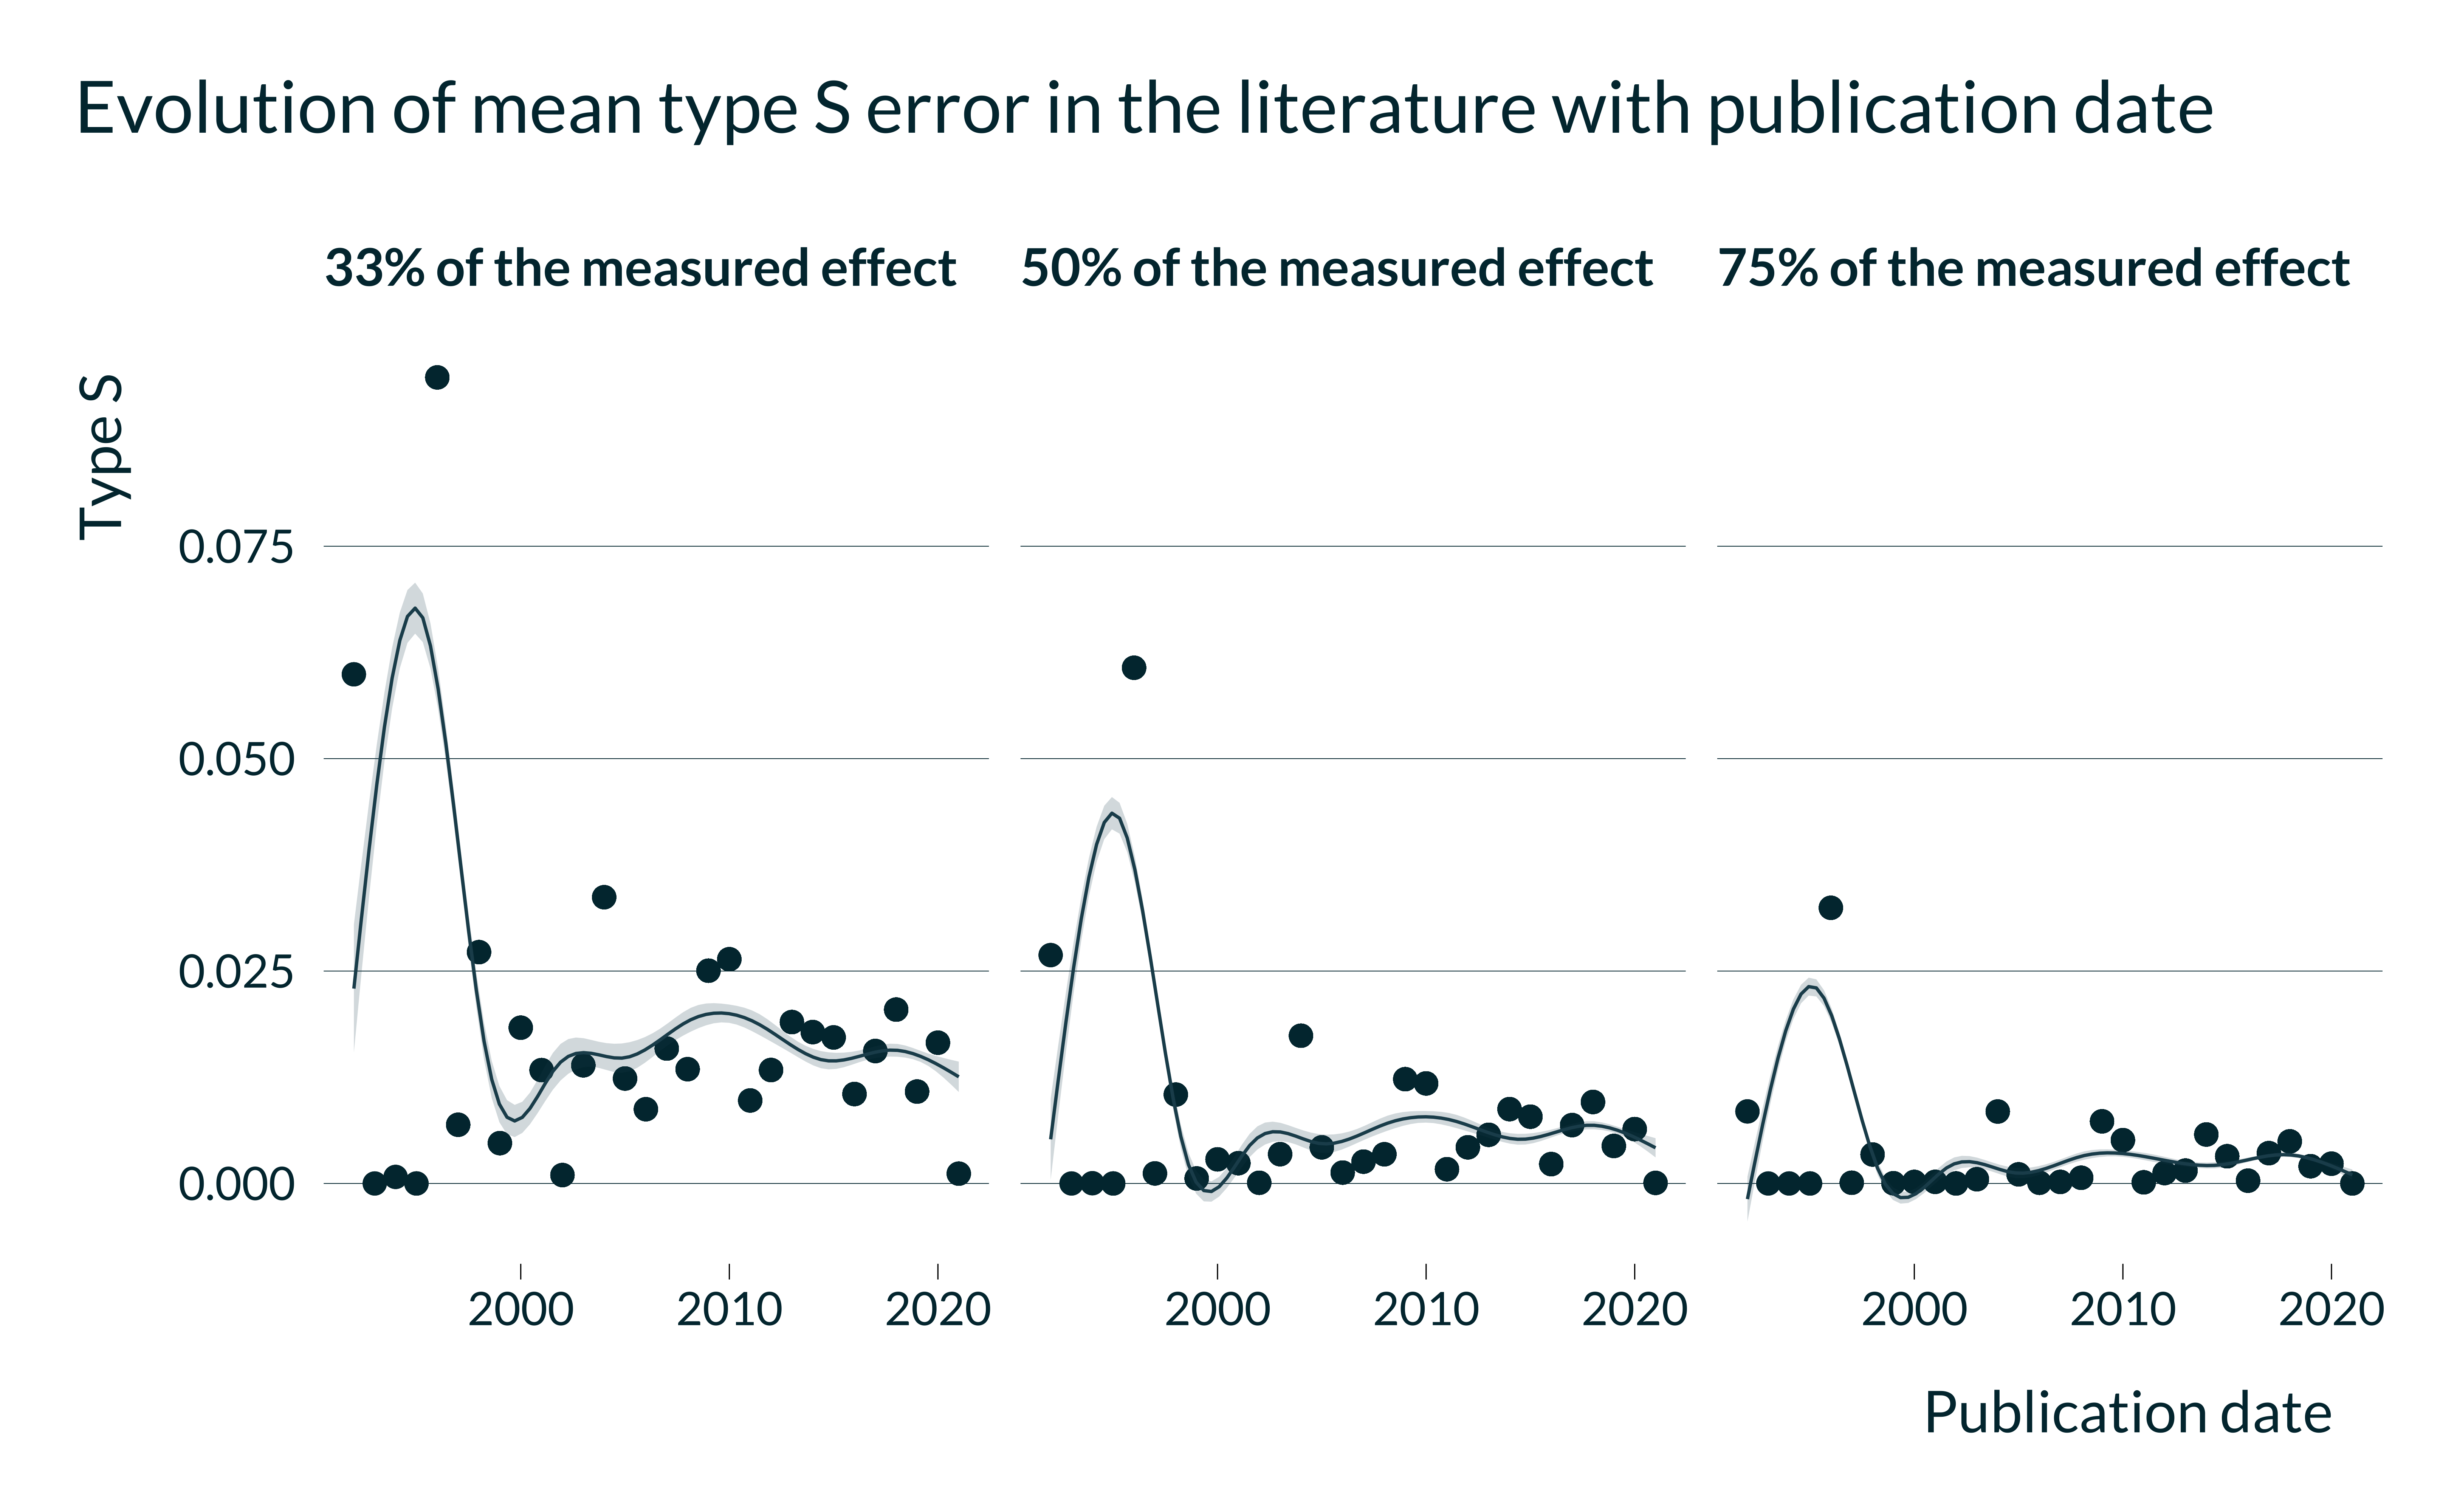 Evolution of mean type S error in the literature with publication date
33% of the measured effect 50% of the measured effect 75% of the measured effect
Type S
0.075
0.050
0.025
0.000
2000 2010 2020 2000 2010 2020 2000 2010 2020
Publication date